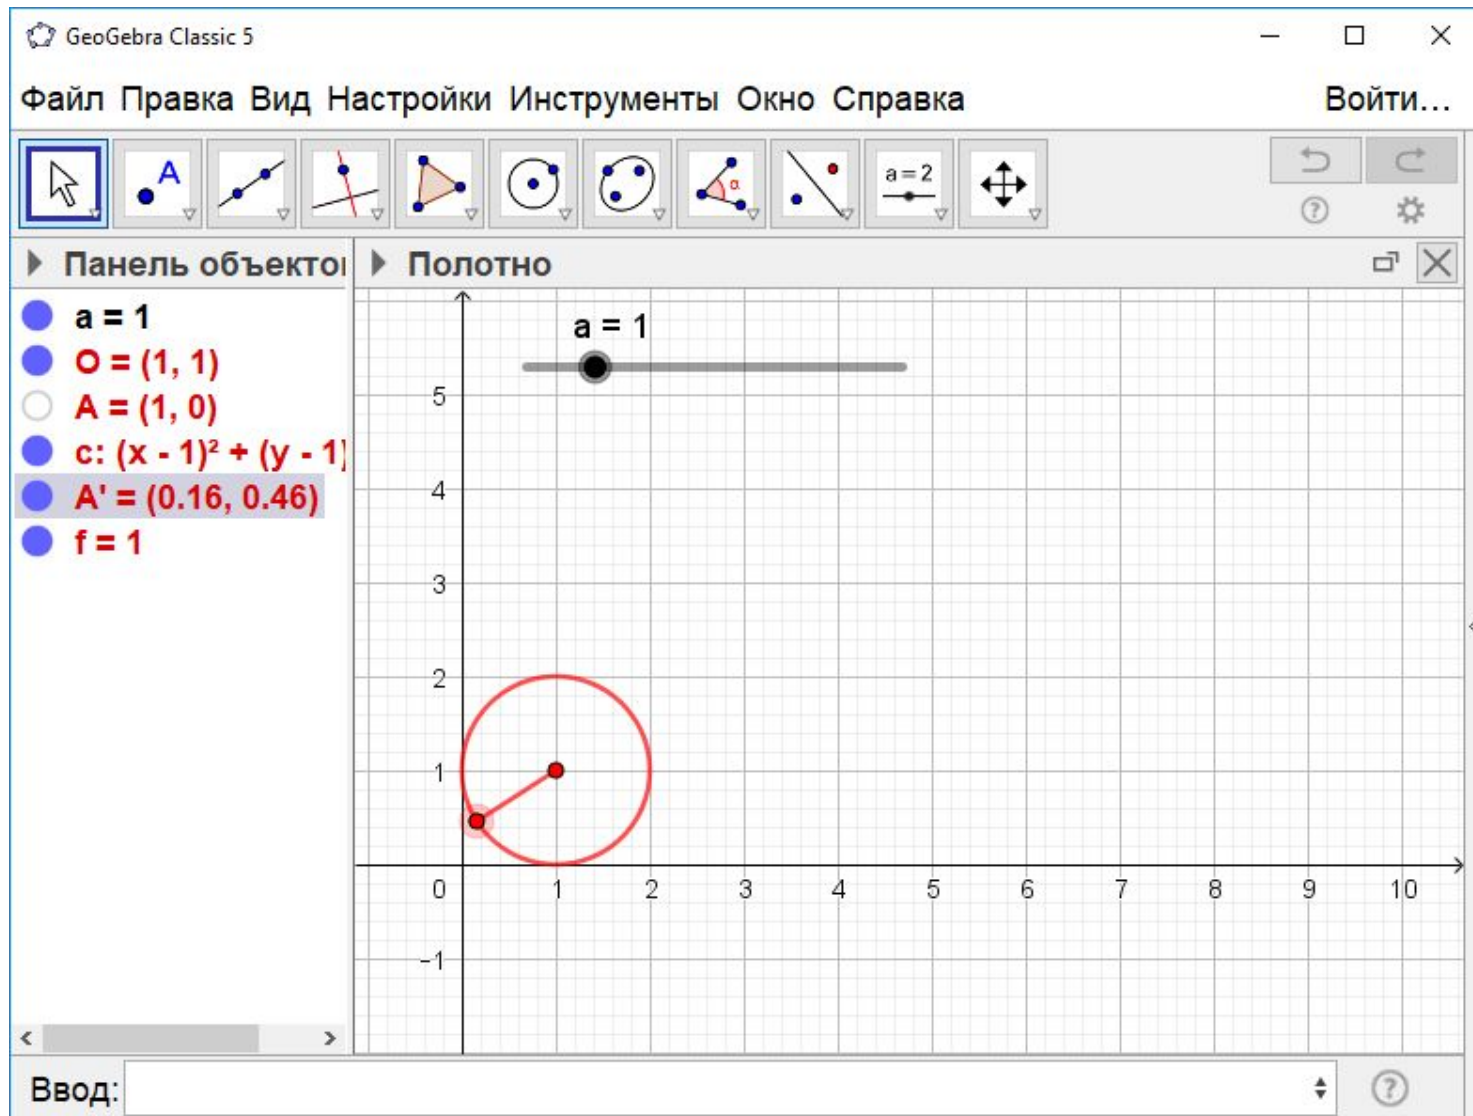 GeoGebra Classic 5
Файл Правка Вид Настройки Инструменты Окно Справка Войти...
A α a = 2
Панель объекто Полотно
a = 1
O = (1, 1)
A = (1, 0)
c: (x - 1)² + (y - 1)
A' = (0.16, 0.46)
f = 1
a = 1
5
4
3
2
1
0 1 2 3 4 5 6 7 8 9 10
−1
Ввод: